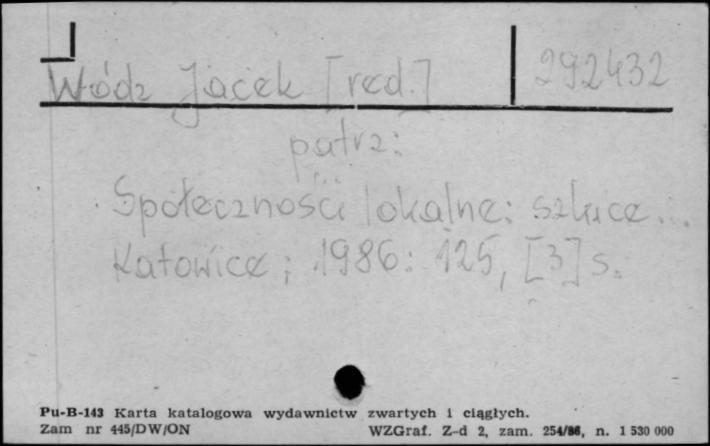 Wódz Jacek [red.] 292432
patrz:
Społeczności lokalne: szkice...
Katowice; 1986: 125, [3] s.
Pu-B-143 Karta katalogowa wydawnictw zwartych i ciągłych.
Zam nr 445/DW/ON WZGraf. Z-d 2, zam. 254/86, n. 1 530 000